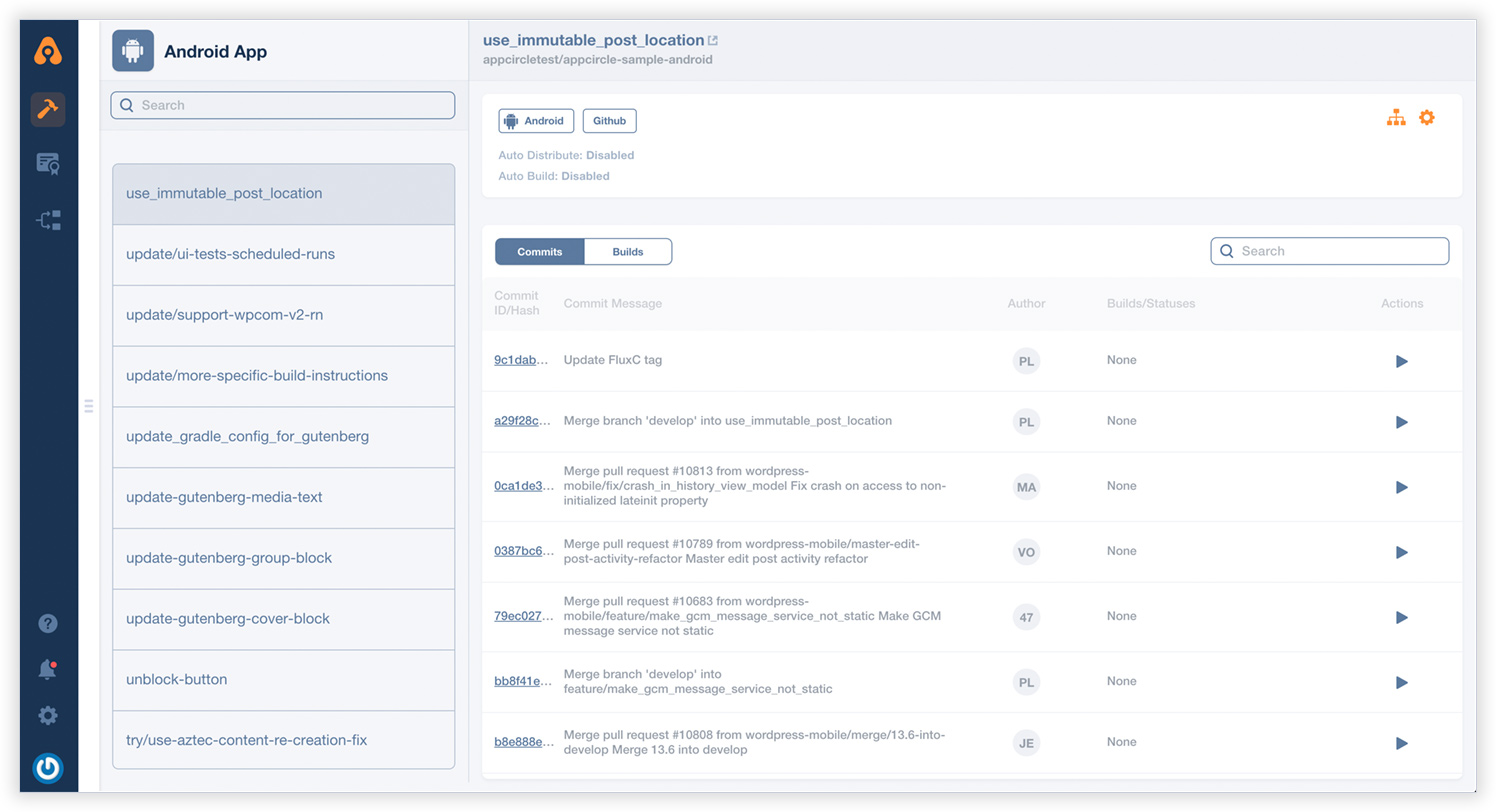 Android App
Search
use_immutable_post_location
update/ui-tests-scheduled-runs
update/support-wpcom-v2-rn
update/more-specific-build-instructions
update_gradle_config_for_gutenberg
update-gutenberg-media-text
update-gutenberg-group-block
update-gutenberg-cover-block
unblock-button
try/use-aztec-content-re-creation-fix
use_immutable_post_location
appcircletest/appcircle-sample-android
Android Github
Auto Distribute: Disabled
Auto Build: Disabled
Commits Builds
Search
Commit
ID/Hash
Commit Message Author Builds/Statuses Actions
9c1dab... Update FluxC tag PL None
a29f28c... Merge branch 'develop' into use_immutable_post_location PL None
Merge pull request #10813 from wordpress-
0ca1de3... mobile/fix/crash_in_history_view_model Fix crash on access to non- MA None
initialized lateinit property
0387bc6... Merge pull request #10789 from wordpress-mobile/master-edit- VO None
post-activity-refactor Master edit post activity refactor
Merge pull request #10683 from wordpress-
79ec027... mobile/feature/make_gcm_message_service_not_static Make GCM 47 None
message service not static
bb8f41e... Merge branch 'develop' into PL None
feature/make_gcm_message_service_not_static
b8e888e... Merge pull request #10808 from wordpress-mobile/merge/13.6-into- JE None
develop Merge 13.6 into develop